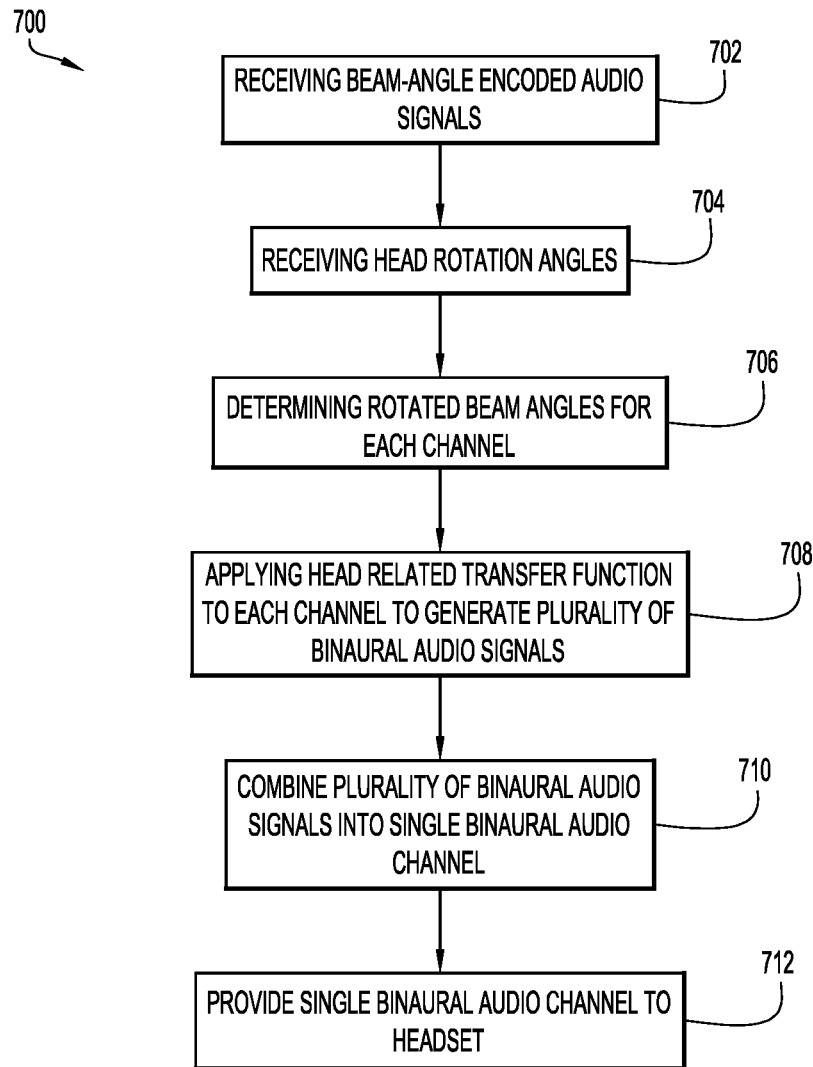 700
RECEIVING BEAM-ANGLE ENCODED AUDIO
SIGNALS
702
RECEIVING HEAD ROTATION ANGLES
704
DETERMINING ROTATED BEAM ANGLES FOR
EACH CHANNEL
706
APPLYING HEAD RELATED TRANSFER FUNCTION
TO EACH CHANNEL TO GENERATE PLURALITY OF
BINAURAL AUDIO SIGNALS
708
COMBINE PLURALITY OF BINAURAL AUDIO
SIGNALS INTO SINGLE BINAURAL AUDIO
CHANNEL
710
PROVIDE SINGLE BINAURAL AUDIO CHANNEL TO
HEADSET
712